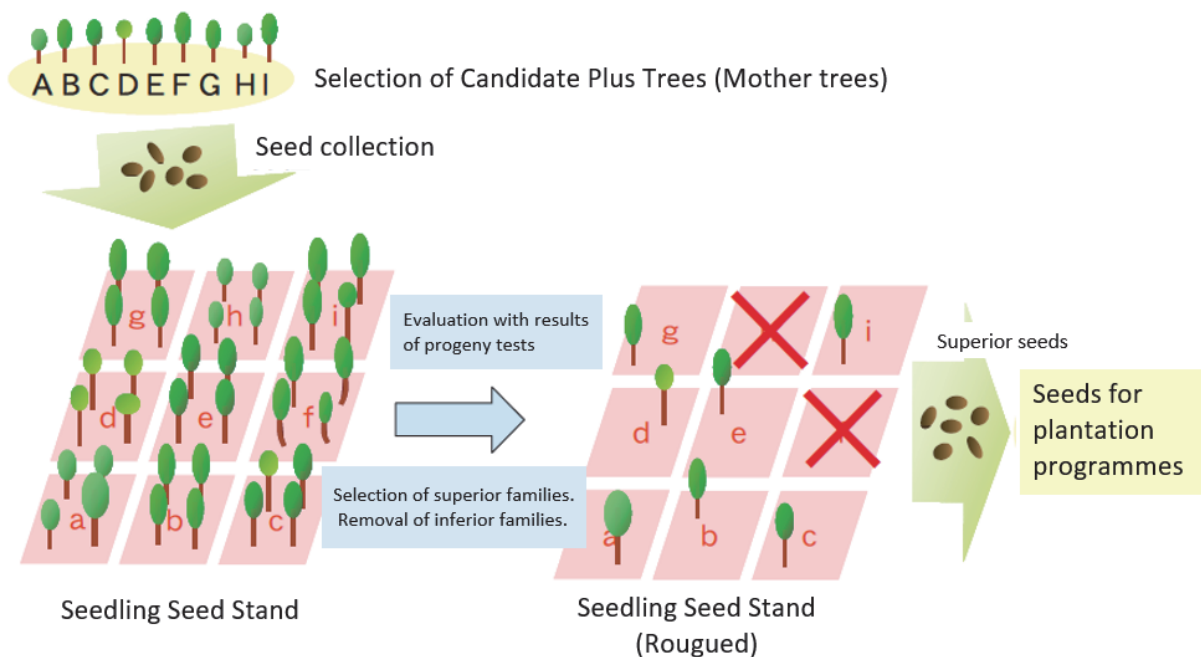 A B C D E F G H I
Selection of Candidate Plus Trees (Mother trees)
Seed collection
g h i
d e f
a b c
Seedling Seed Stand
Evaluation with results
of progeny tests
Selection of superior families.
Removal of inferior families.
g i
d e
a b c
Seedling Seed Stand
(Rougued)
Superior seeds
Seeds for
plantation
programmes